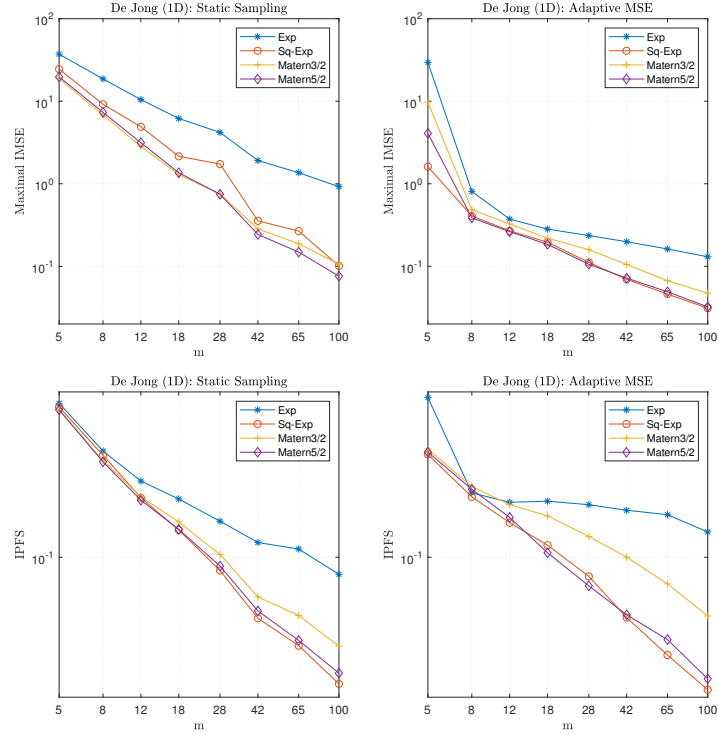 De Jong (1D): Static Sampling
10^2
10^1
10^0
10^-1
Maximal IMSE
Exp
Sq-Exp
Matern3/2
Matern5/2
5 8 12 18 28 42 65 100
m
De Jong (1D): Adaptive MSE
10^2
10^1
10^0
10^-1
Maximal IMSE
Exp
Sq-Exp
Matern3/2
Matern5/2
5 8 12 18 28 42 65 100
m
De Jong (1D): Static Sampling
10^-1
IPFS
Exp
Sq-Exp
Matern3/2
Matern5/2
5 8 12 18 28 42 65 100
m
De Jong (1D): Adaptive MSE
10^-1
IPFS
Exp
Sq-Exp
Matern3/2
Matern5/2
5 8 12 18 28 42 65 100
m